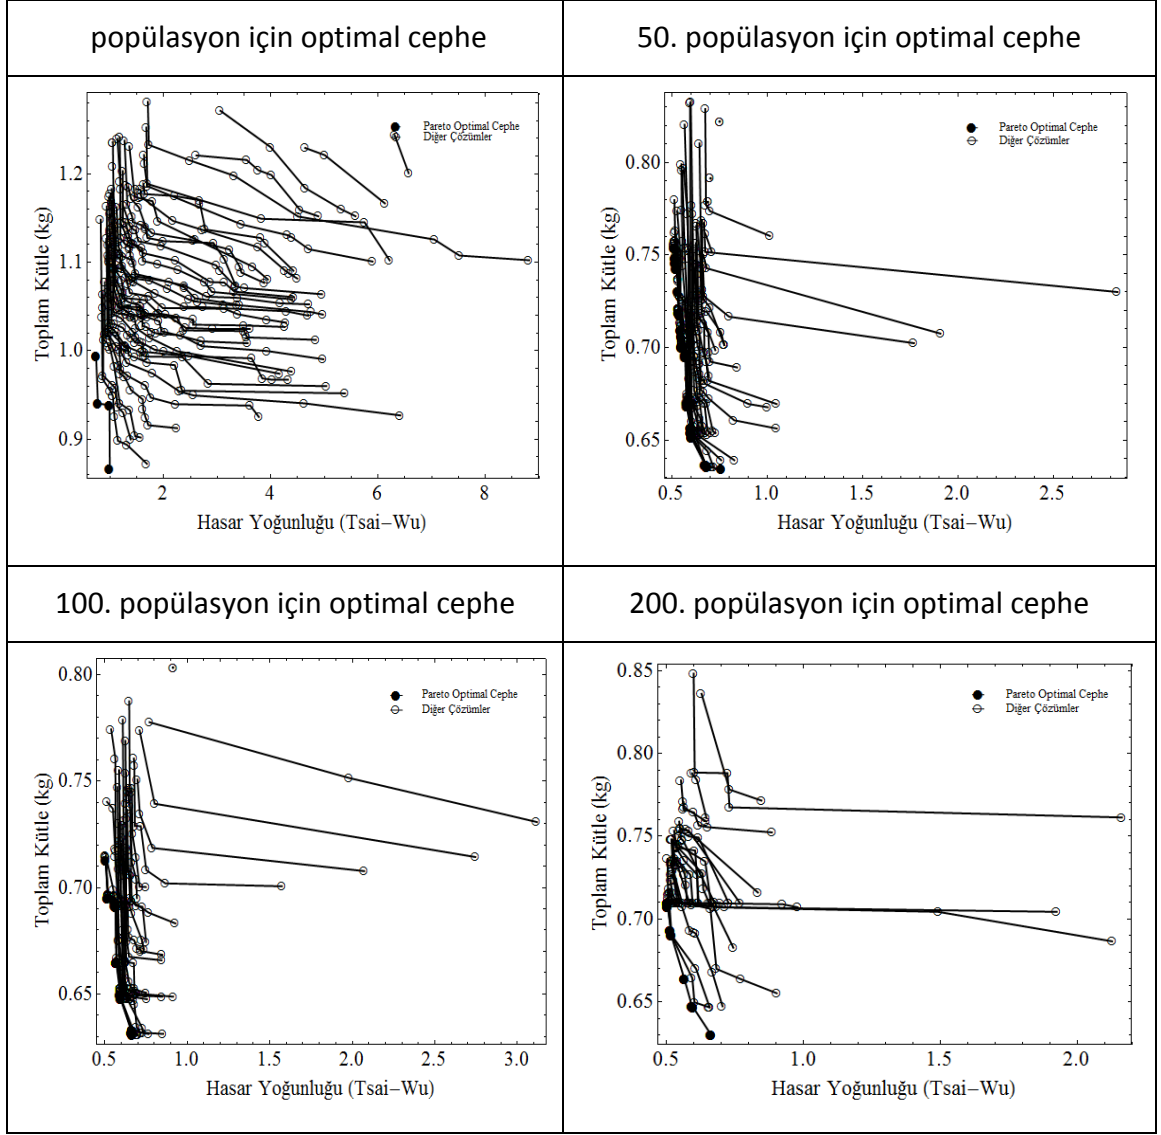 popülasyon için optimal cephe
50. popülasyon için optimal cephe
Pareto Optimal Cephe
Diğer Çözümler
1.2
1.1
1.0
0.9
Toplam Kütle (kg)
2
4
6
8
Hasar Yoğunluğu (Tsai−Wu)
Pareto Optimal Cephe
Diğer Çözümler
0.80
0.75
0.70
0.65
Toplam Kütle (kg)
0.5
1.0
1.5
2.0
2.5
Hasar Yoğunluğu (Tsai−Wu)
100. popülasyon için optimal cephe
200. popülasyon için optimal cephe
Pareto Optimal Cephe
Diğer Çözümler
0.80
0.75
0.70
0.65
Toplam Kütle (kg)
0.5
1.0
1.5
2.0
2.5
3.0
Hasar Yoğunluğu (Tsai−Wu)
Pareto Optimal Cephe
Diğer Çözümler
0.85
0.80
0.75
0.70
0.65
Toplam Kütle (kg)
0.5
1.0
1.5
2.0
Hasar Yoğunluğu (Tsai−Wu)